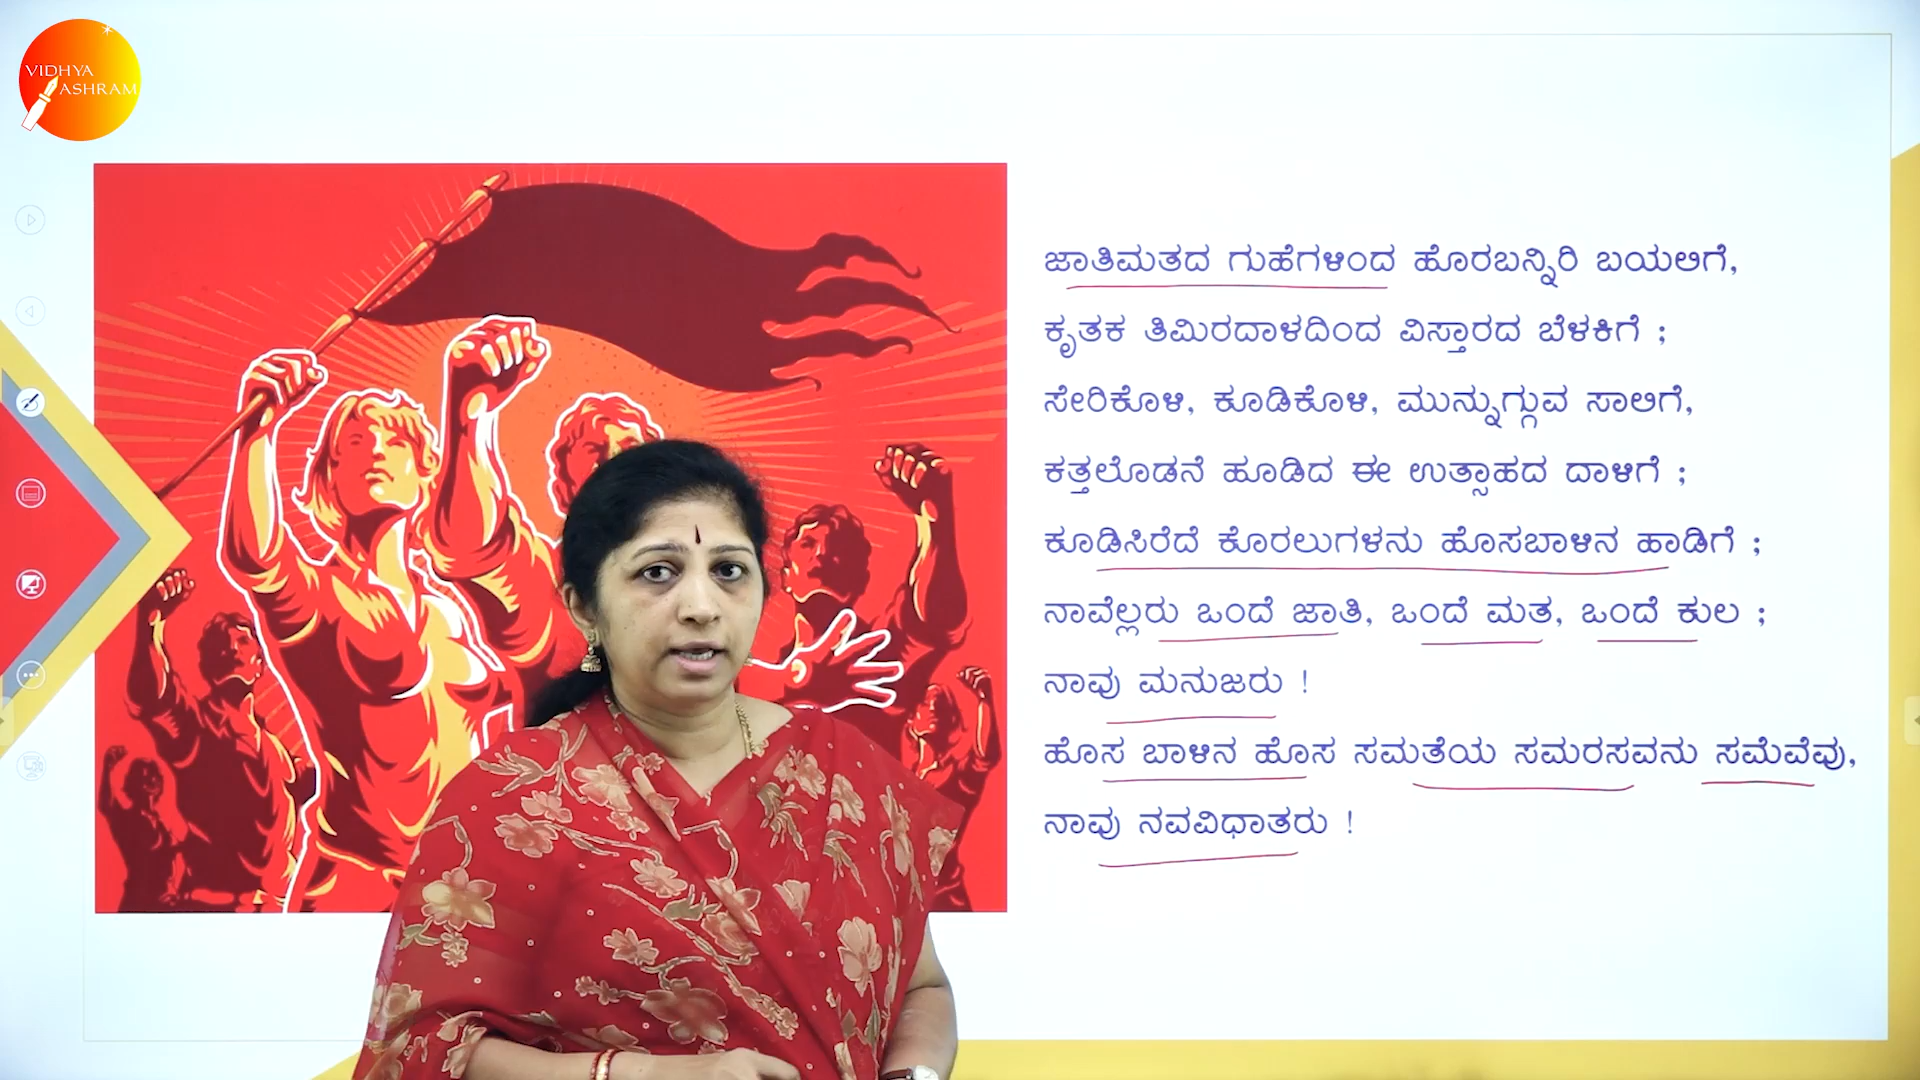 VIDHYA
ASHRAM
ಜಾತಿಮತದ ಗುಹೆಗಳಿಂದ ಹೊರಬನ್ನಿರಿ ಬಯಲಿಗೆ,
ಕೃತಕ ತಿಮಿರದಾಳದಿಂದ ವಿಸ್ತಾರದ ಬೆಳಕಿಗೆ ;
ಸೇರಿಕೊಳಿ, ಕೂಡಿಕೊಳಿ, ಮುನ್ನುಗ್ಗುವ ಸಾಲಿಗೆ,
ಕತ್ತಲೊಡನೆ ಹೂಡಿದ ಈ ಉತ್ಸಾಹದ ದಾಳಿಗೆ ;
ಕೂಡಿಸಿರೆದೆ ಕೊರಲುಗಳನು ಹೊಸಬಾಳಿನ ಹಾಡಿಗೆ ;
ನಾವೆಲ್ಲರು ಒಂದೆ ಜಾತಿ, ಒಂದೆ ಮತ, ಒಂದೆ ಕುಲ ;
ನಾವು ಮನುಜರು !
ಹೊಸ ಬಾಳಿನ ಹೊಸ ಸಮತೆಯ ಸಮರಸವನು ಸಮೆವೆವು,
ನಾವು ನವವಿಧಾತರು !